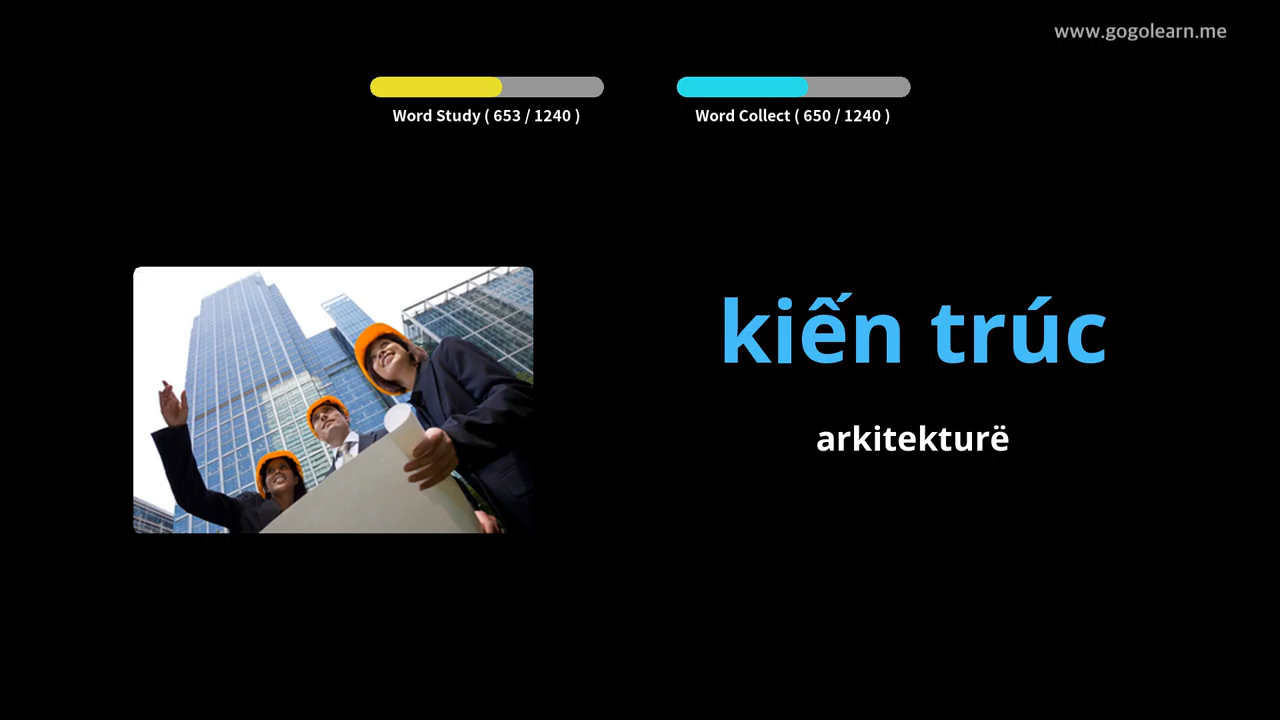 www.gogolearn.me
Word Study ( 653 / 1240 )
Word Collect ( 650 / 1240 )
kiến trúc
arkitekturë